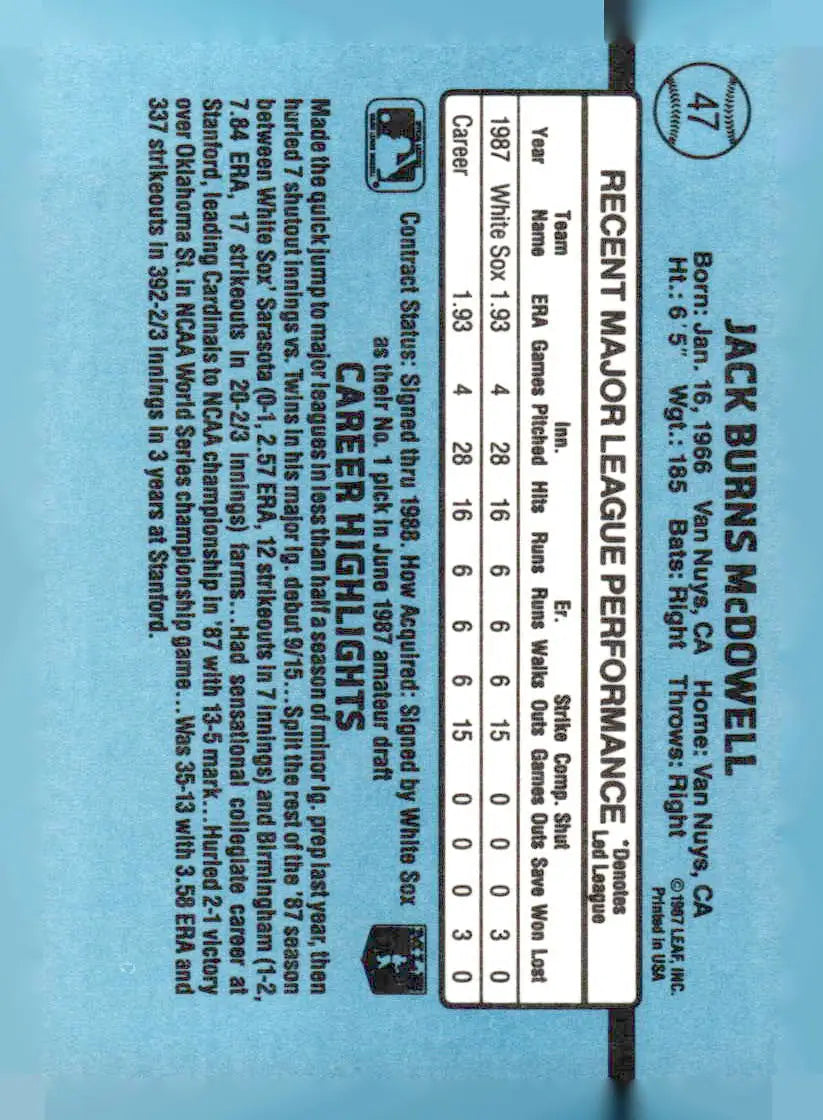 47
JACK BURNS McDOWELL
Born: Jan. 16, 1966 Van Nuys, CA Home: Van Nuys, CA
Ht.: 6'5" Wgt.: 185 Bats: Right Throws: Right
© 1987 LEAF, INC.
Printed in USA
RECENT MAJOR LEAGUE PERFORMANCE
*Denotes
Led League
Team Inn. Er. Strike Comp. Shut
Year Name ERA Games Pitched Hits Runs Runs Walks Outs Games Outs Save Won Lost
1987 White Sox 1.93 4 28 16 6 6 6 15 0 0 0 3 0
Career 1.93 4 28 16 6 6 6 15 0 0 0 3 0
Contract Status: Signed thru 1988. How Acquired: Signed by White Sox
as their No. 1 pick in June 1987 amateur draft
CAREER HIGHLIGHTS
Made the quick jump to major leagues in less than half a season of minor lg. prep last year, then
hurled 7 shutout innings vs. Twins in his major lg. debut 9/15...Split the rest of the '87 season
between White Sox' Sarasota (0-1, 2.57 ERA, 12 strikeouts in 7 innings) and Birmingham (1-2,
7.84 ERA, 17 strikeouts in 20-2/3 innings) farms...Had sensational collegiate career at
Stanford, leading Cardinals to NCAA championship in '87 with 13-5 mark...Hurled 2-1 victory
over Oklahoma St. in NCAA World Series championship game...Was 35-13 with 3.58 ERA and
337 strikeouts in 392-2/3 innings in 3 years at Stanford.